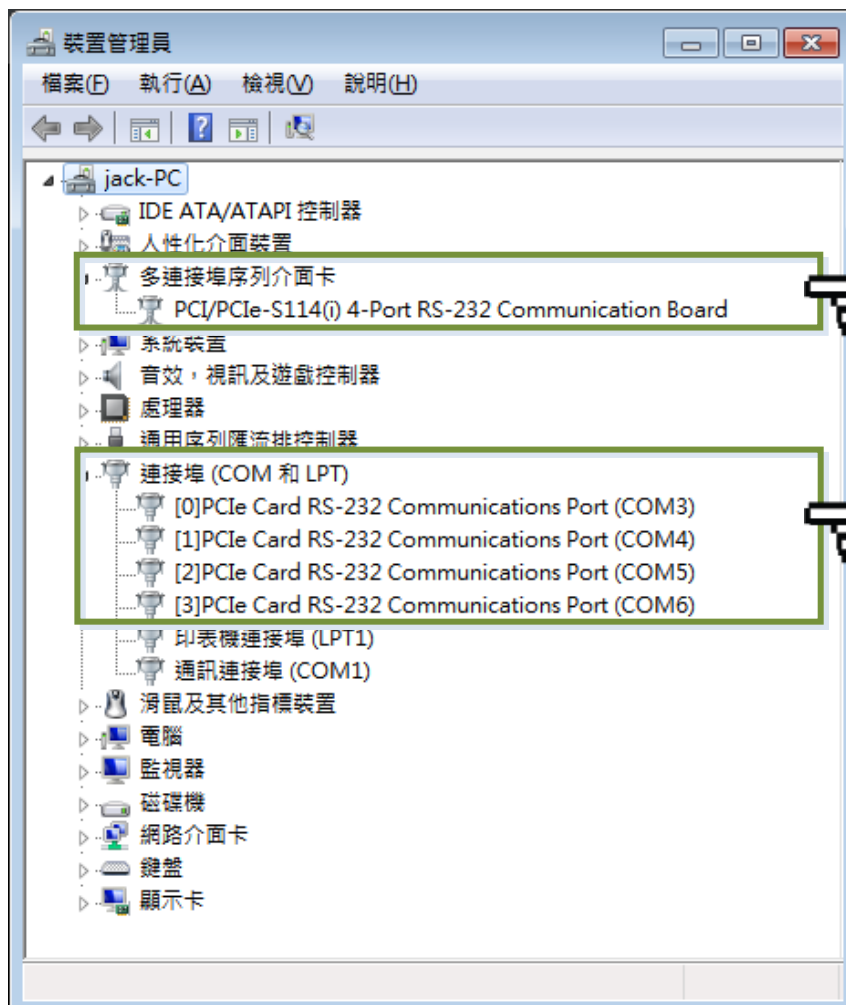 裝置管理員
檔案(F) 執行(A) 檢視(V) 說明(H)
jack-PC
IDE ATA/ATAPI 控制器
人性化介面裝置
多連接埠序列介面卡
PCI/PCIe-S114(i) 4-Port RS-232 Communication Board
系統裝置
音效，視訊及遊戲控制器
處理器
通用序列匯流排控制器
連接埠 (COM 和 LPT)
[0]PCIe Card RS-232 Communications Port (COM3)
[1]PCIe Card RS-232 Communications Port (COM4)
[2]PCIe Card RS-232 Communications Port (COM5)
[3]PCIe Card RS-232 Communications Port (COM6)
印表機連接埠 (LPT1)
通訊連接埠 (COM1)
滑鼠及其他指標裝置
電腦
監視器
磁碟機
網路介面卡
鍵盤
顯示卡